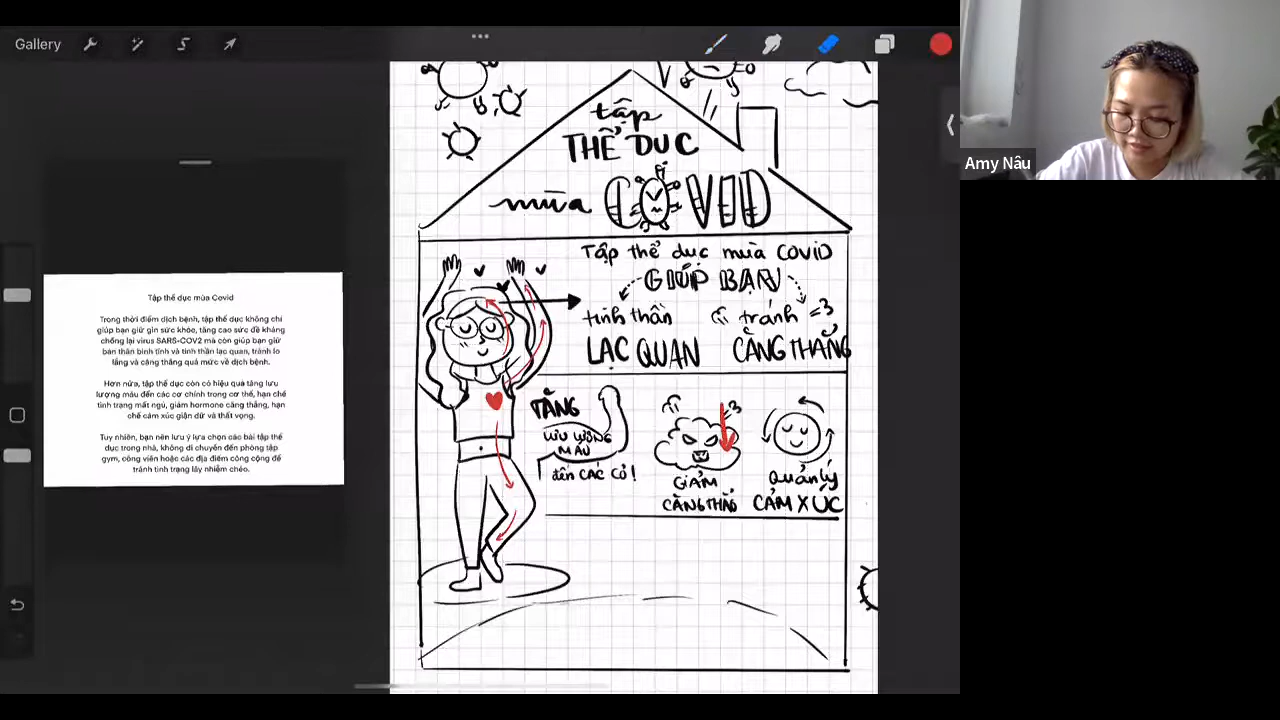 Gallery
Amy Nâu
Tập thể dục mùa Covid
Trong thời điểm dịch bệnh, tập thể dục không chỉ
giúp bạn giữ gìn sức khỏe, tăng cao sức đề kháng
chống lại virus SARS-COV2 mà còn giúp bạn giữ
bản thân bình tĩnh và tinh thần lạc quan, tránh lo
lắng và căng thẳng quá mức về dịch bệnh.
Hơn nữa, tập thể dục còn có hiệu quả tăng lưu
lượng máu đến các cơ chính trong cơ thể, hạn chế
tình trạng mất ngủ, giảm hormone căng thẳng, hạn
chế cảm xúc giận dữ và thất vọng.
Tuy nhiên, bạn nên lưu ý lựa chọn các bài tập thể
dục trong nhà, không di chuyển đến phòng tập
gym, công viên hoặc các địa điểm công cộng để
tránh tình trạng lây nhiễm chéo.
tập
THỂ DỤC
mùa COVID
Tập thể dục mùa COVID
GIÚP BẠN
tinh thần
tránh
LẠC QUAN
CĂNG THẲNG
TĂNG
LƯU LƯỢNG
MÁU
đến CÁC CƠ!
GIẢM
CĂNG THẲNG
Quản lý
CẢM XÚC